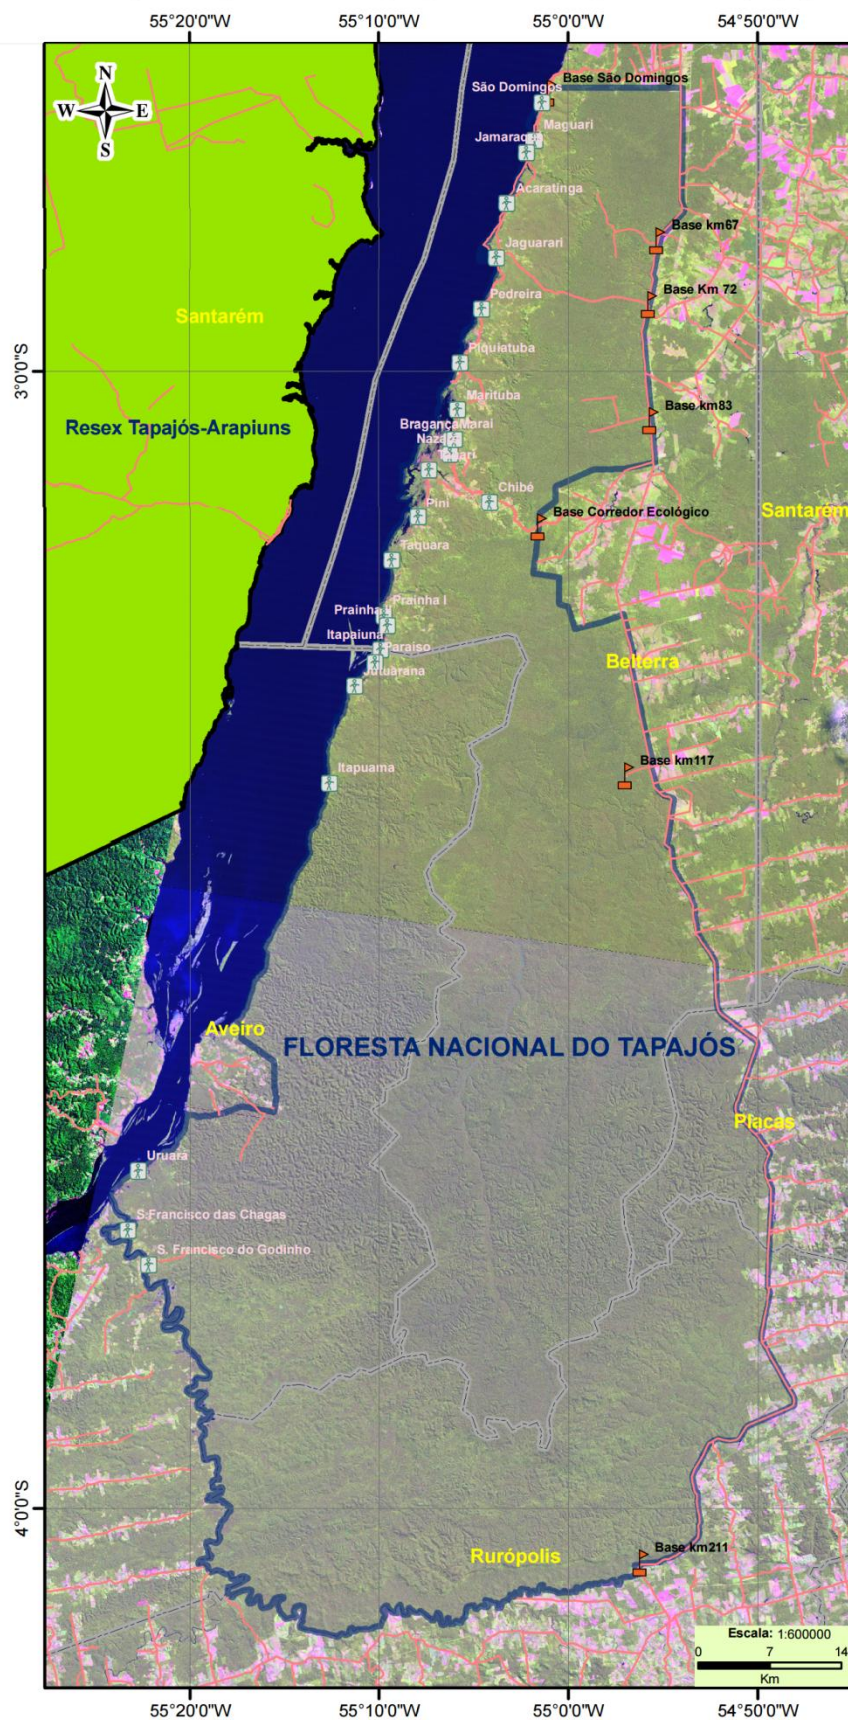 55°20'0"W 55°10'0"W 55°0'0"W 54°50'0"W
N
W E
S
São Domingos
Base São Domingos
Maguari
Acaratinga
Base km67
Jaguarari
Base Km 72
Pedreira
Santarém
Piquiatuba
3°0'0"S
Marituba
Base km83
Resex Tapajós-Arapiuns
Bragança
Marai
Chibé
Pini
Base Corredor Ecológico
Santarém
Taquara
Prainha I
Prainha II
Itapaiuna
Paraiso
Jutuarana
Belterra
Base km117
Itapuama
Aveiro
FLORESTA NACIONAL DO TAPAJÓS
Placas
Uruará
S.Francisco das Chagas
S. Francisco do Godinho
4°0'0"S
Rurópolis
Base km211
Escala: 1:600000
0 7 14
Km
55°20'0"W 55°10'0"W 55°0'0"W 54°50'0"W